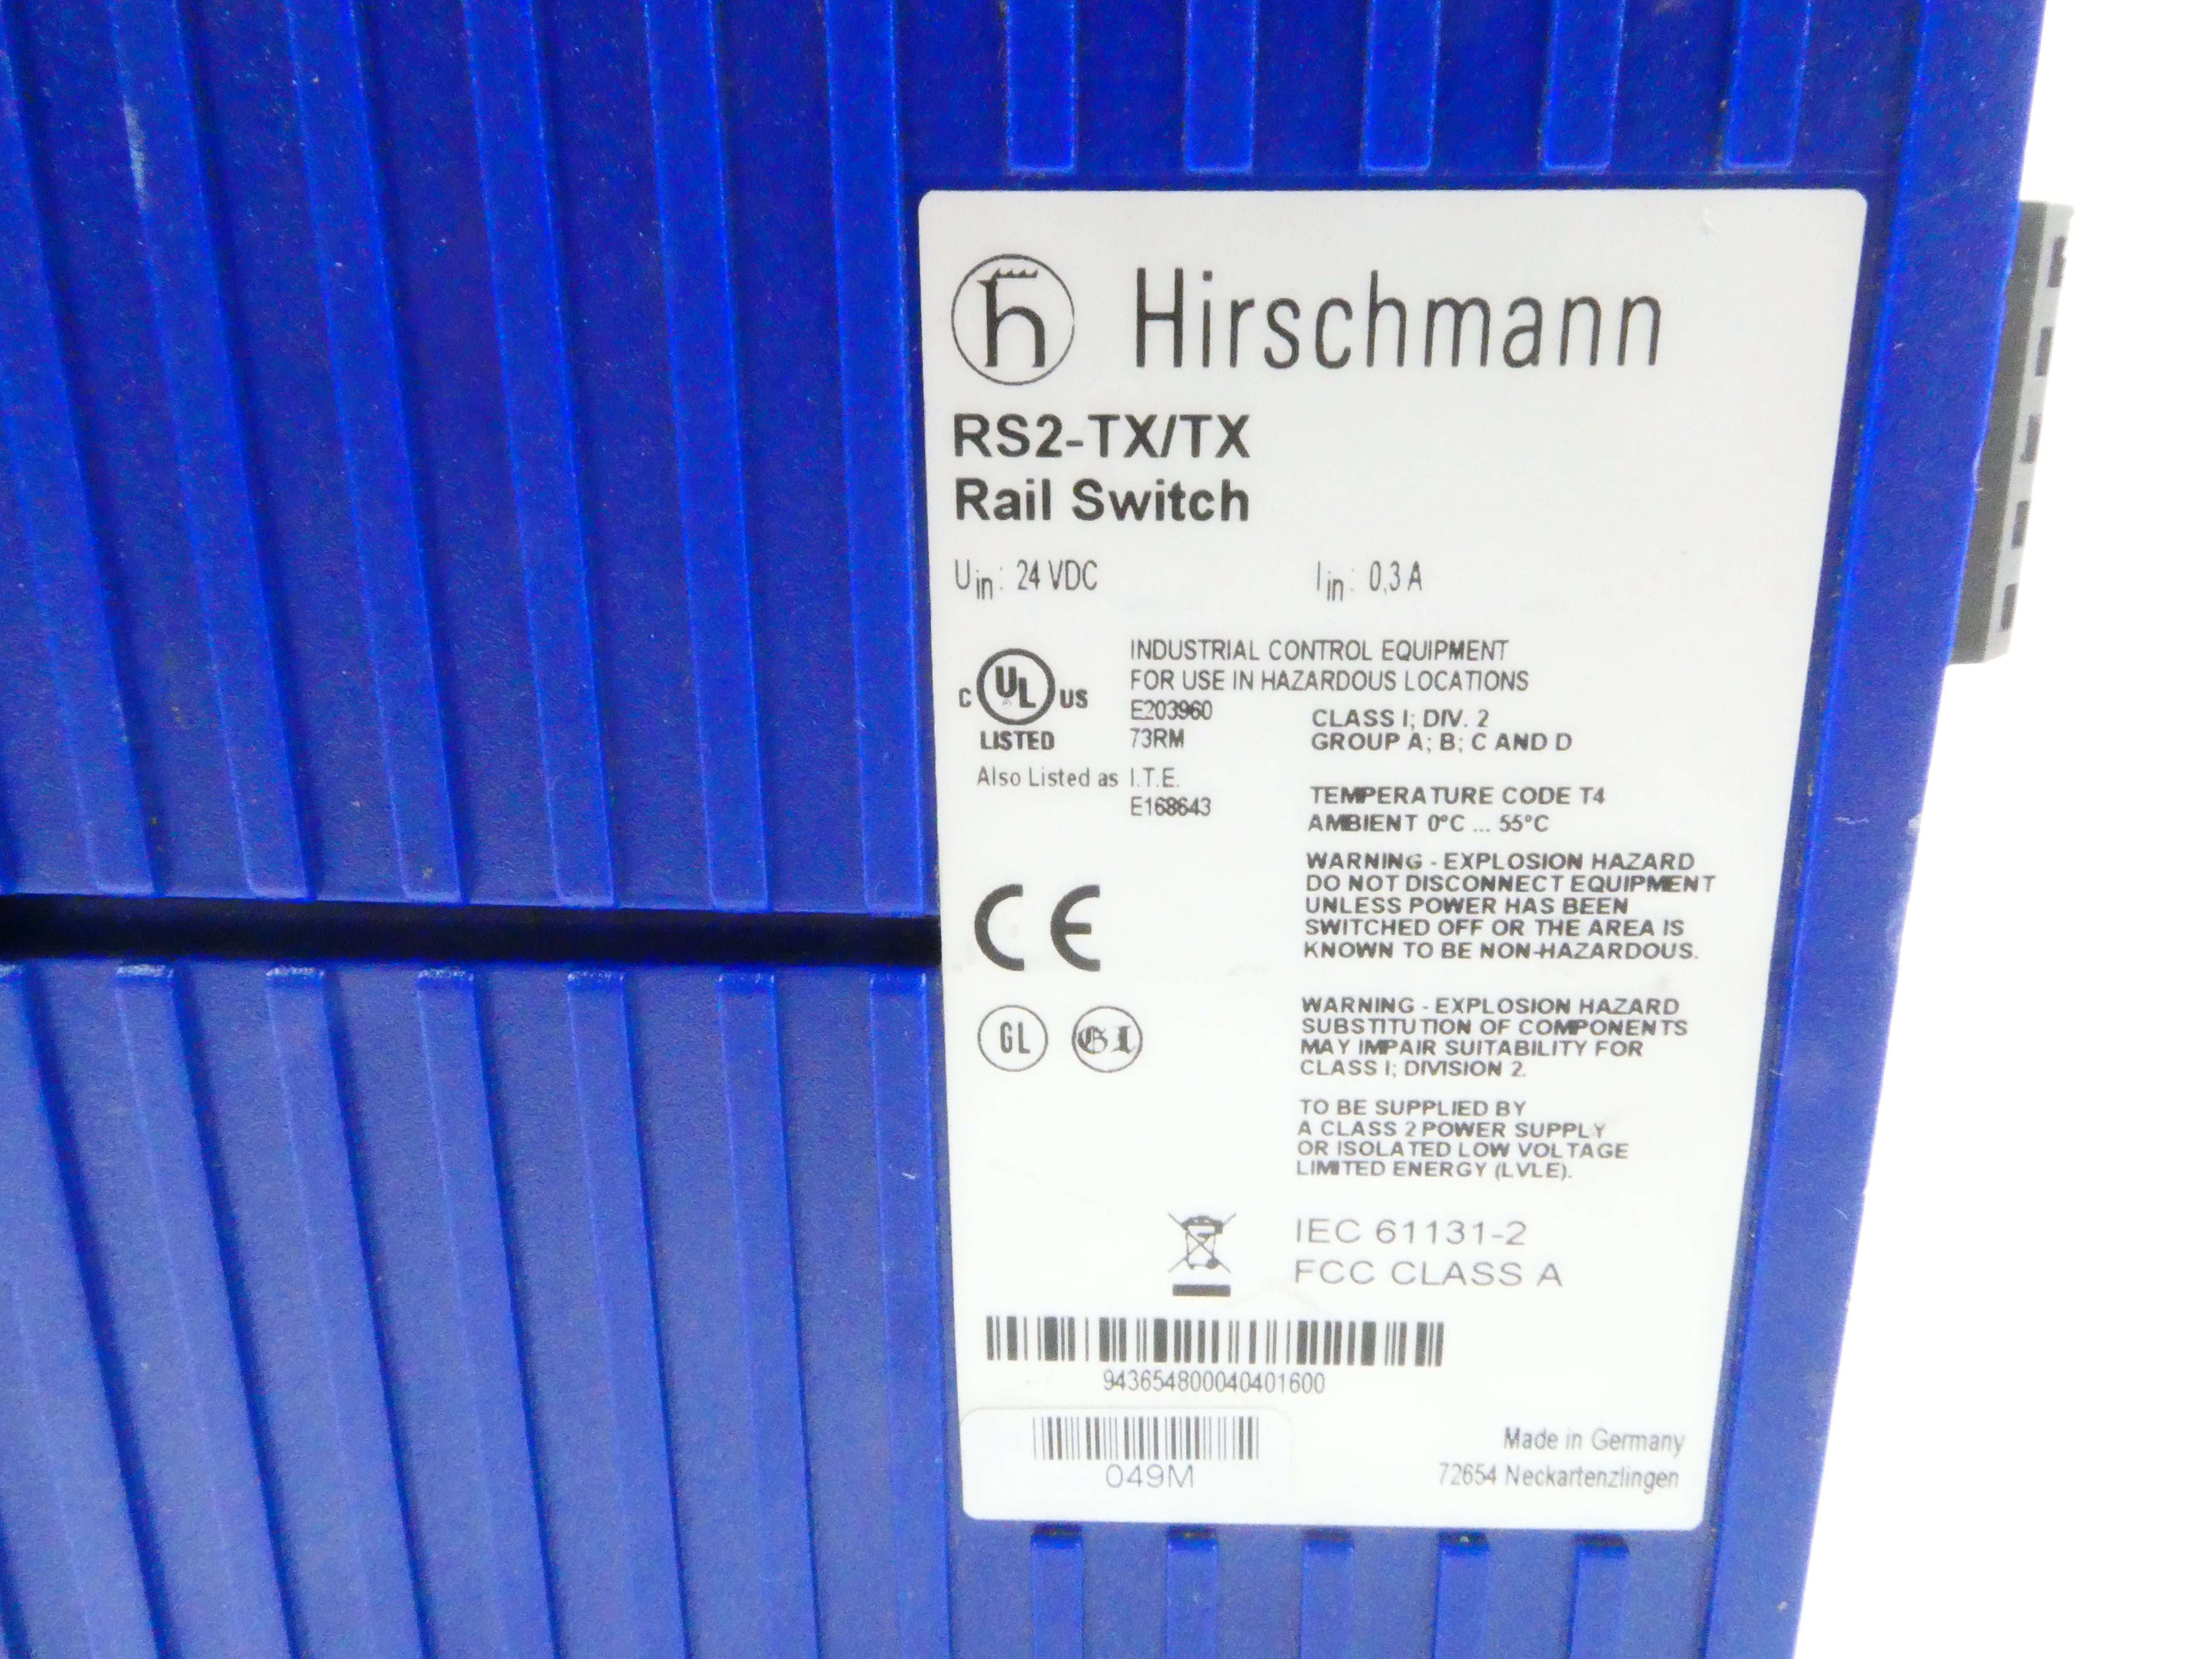 Hirschmann
RS2-TX/TX
Rail Switch
Uin: 24 VDC Iin: 0,3 A
INDUSTRIAL CONTROL EQUIPMENT
FOR USE IN HAZARDOUS LOCATIONS
C UL US
LISTED
E203960
73RM
Also Listed as I.T.E.
E168643
CLASS I; DIV. 2
GROUP A; B; C AND D
TEMPERATURE CODE T4
AMBIENT 0°C ... 55°C
WARNING - EXPLOSION HAZARD
DO NOT DISCONNECT EQUIPMENT
UNLESS POWER HAS BEEN
SWITCHED OFF OR THE AREA IS
KNOWN TO BE NON-HAZARDOUS.
CE
GL GL
WARNING - EXPLOSION HAZARD
SUBSTITUTION OF COMPONENTS
MAY IMPAIR SUITABILITY FOR
CLASS I; DIVISION 2.
TO BE SUPPLIED BY
A CLASS 2 POWER SUPPLY
OR ISOLATED LOW VOLTAGE
LIMITED ENERGY (LVLE).
IEC 61131-2
FCC CLASS A
943654800040401600
049M
Made in Germany
72654 Neckartenzlingen